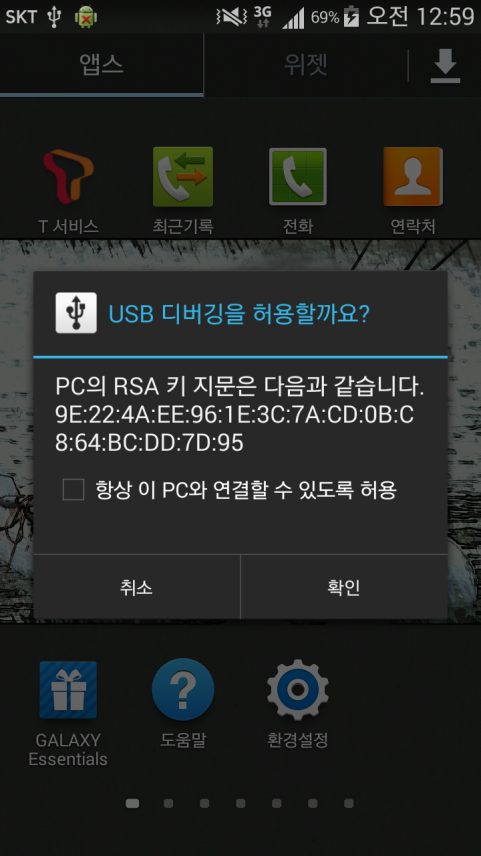 SKT 3G 69% 오전 12:59
앱스 위젯
T 서비스 최근기록 전화 연락처
USB 디버깅을 허용할까요?
PC의 RSA 키 지문은 다음과 같습니다.
9E:22:4A:EE:96:1E:3C:7A:CD:0B:C
8:64:BC:DD:7D:95
항상 이 PC와 연결할 수 있도록 허용
취소 확인
GALAXY 도움말 환경설정
Essentials